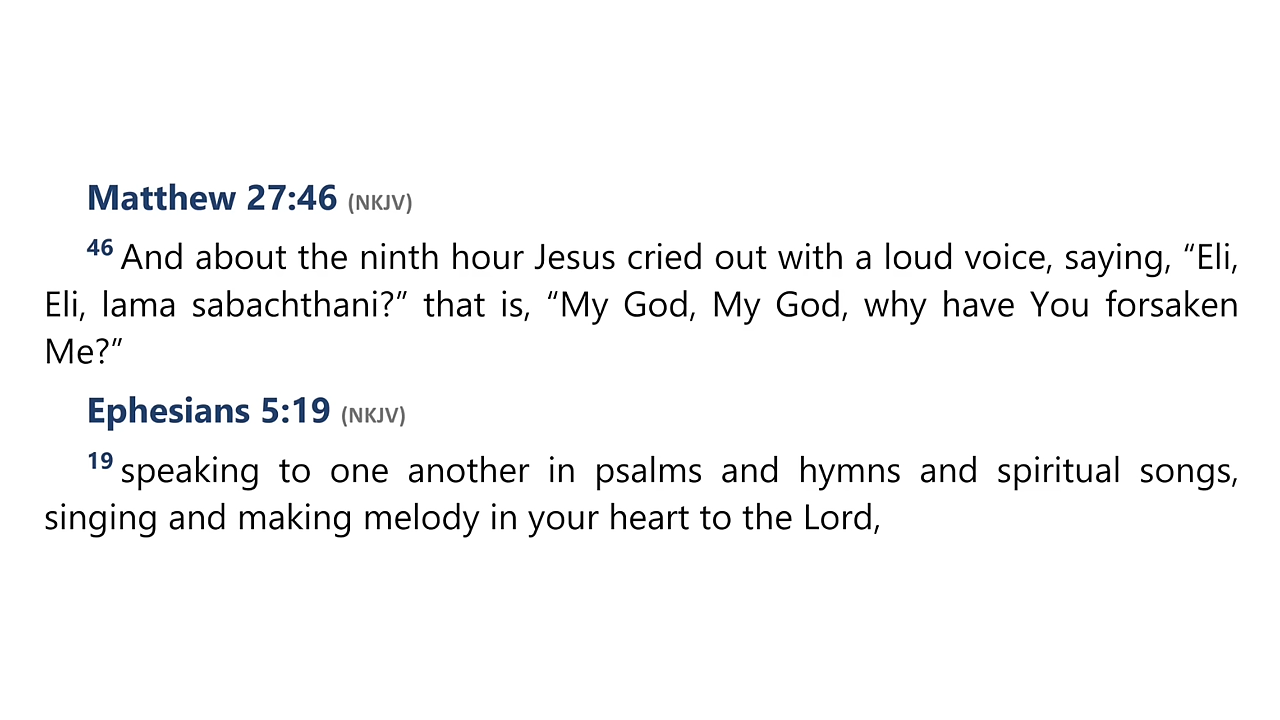 Matthew 27:46 (NKJV)
46 And about the ninth hour Jesus cried out with a loud voice, saying, “Eli,
Eli, lama sabachthani?” that is, “My God, My God, why have You forsaken
Me?”
Ephesians 5:19 (NKJV)
19 speaking to one another in psalms and hymns and spiritual songs,
singing and making melody in your heart to the Lord,